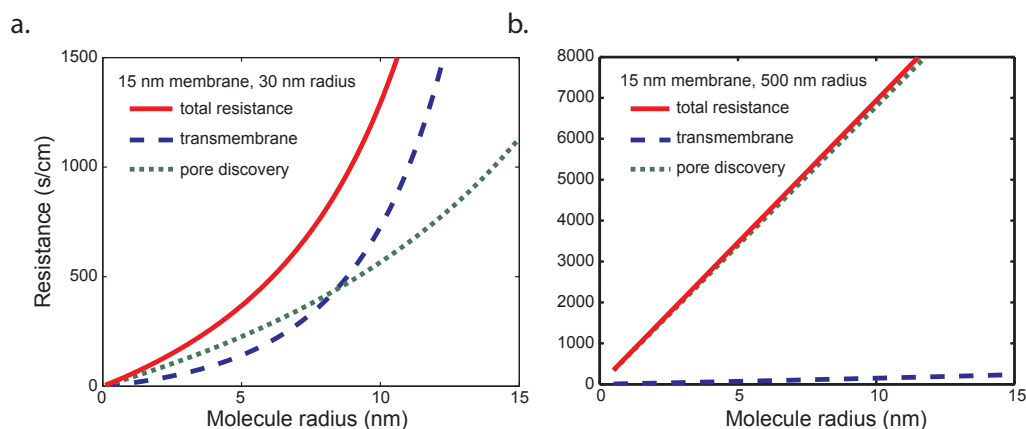 a.
1500
1000
500
0
Resistance (s/cm)
15 nm membrane, 30 nm radius
total resistance
transmembrane
pore discovery
0
5
10
15
Molecule radius (nm)
b.
8000
7000
6000
5000
4000
3000
2000
1000
0
15 nm membrane, 500 nm radius
total resistance
transmembrane
pore discovery
0
5
10
15
Molecule radius (nm)